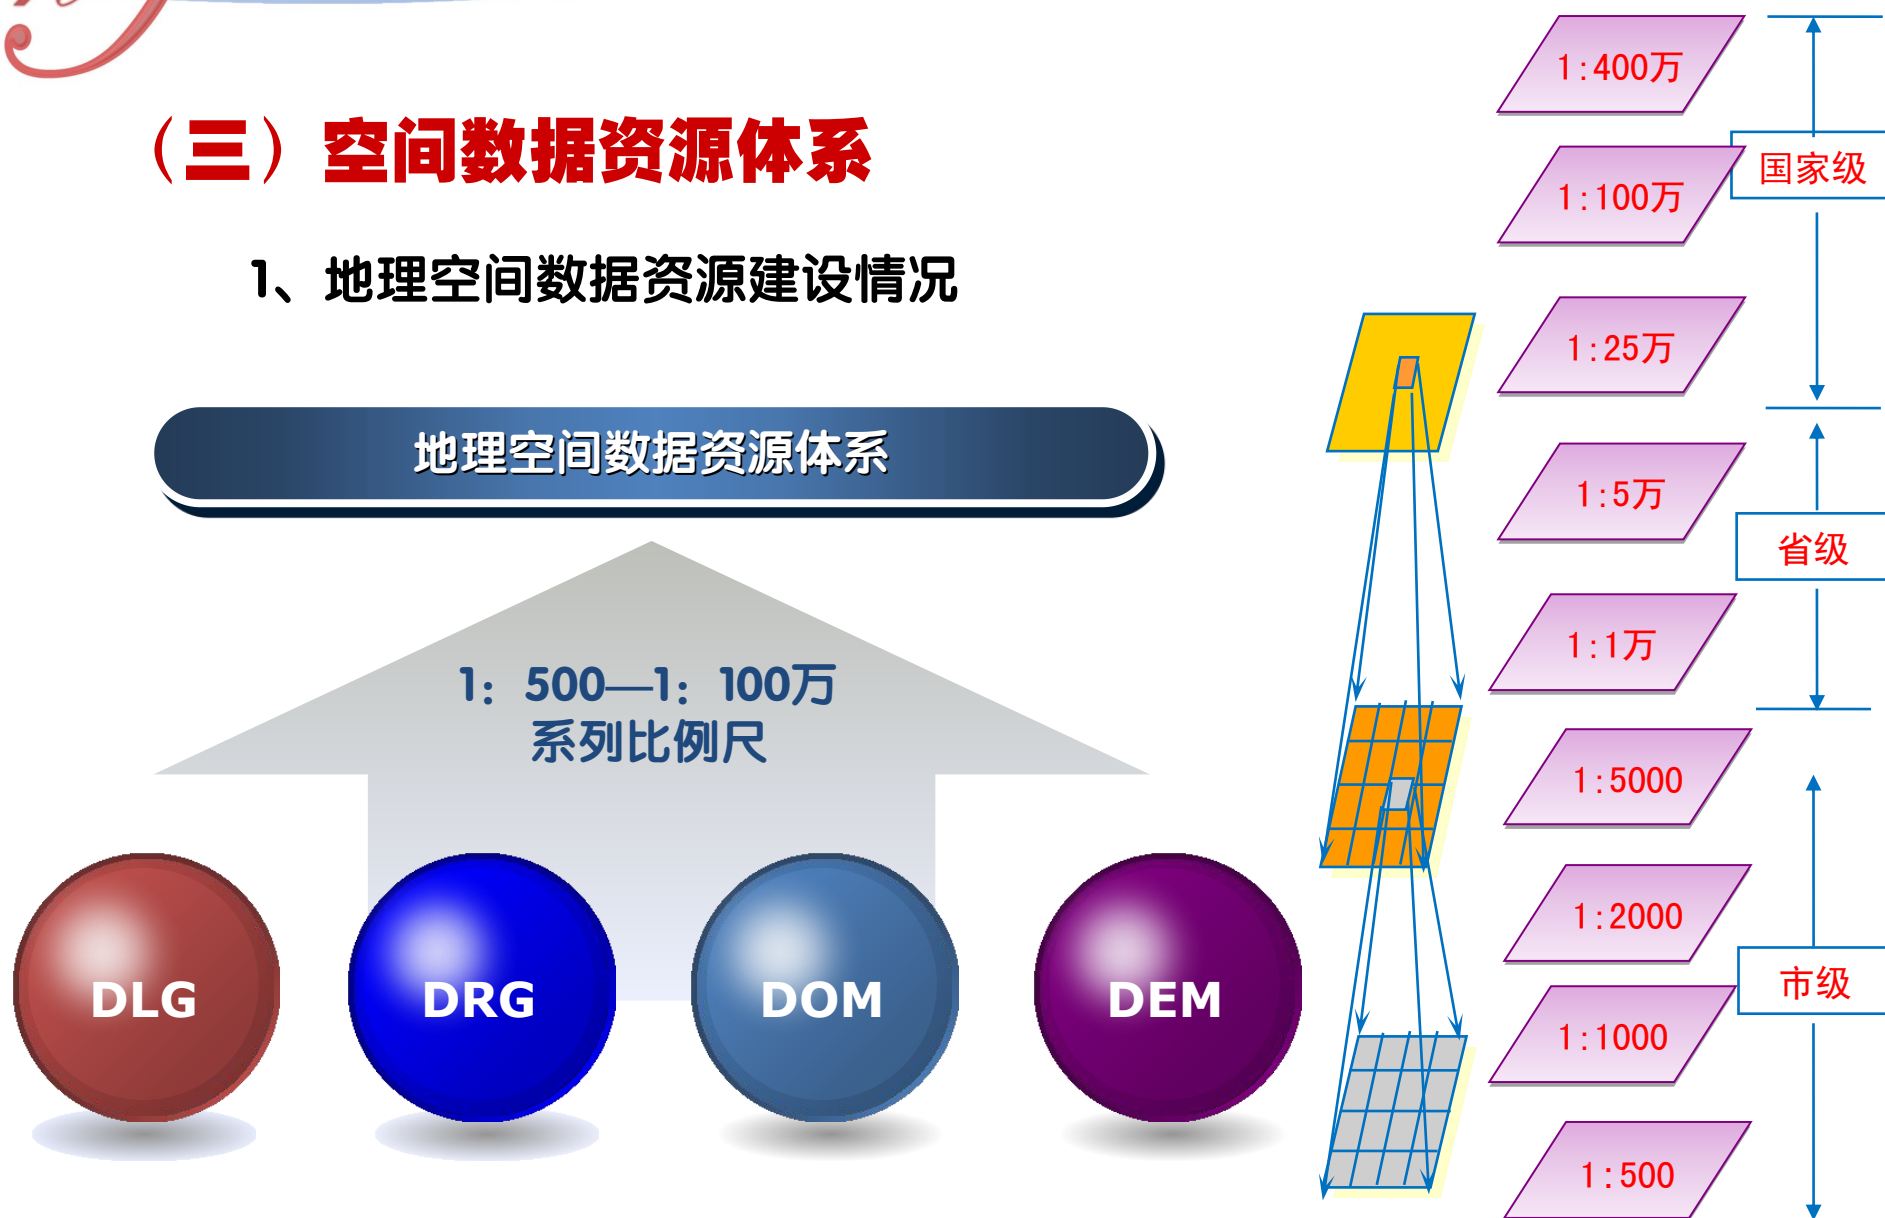 （三）空间数据资源体系
1、地理空间数据资源建设情况
地理空间数据资源体系
1：500—1：100万
系列比例尺
DLG
DRG
DOM
DEM
1:400万
1:100万
1:25万
1:5万
1:1万
1:5000
1:2000
1:1000
1:500
国家级
省级
市级